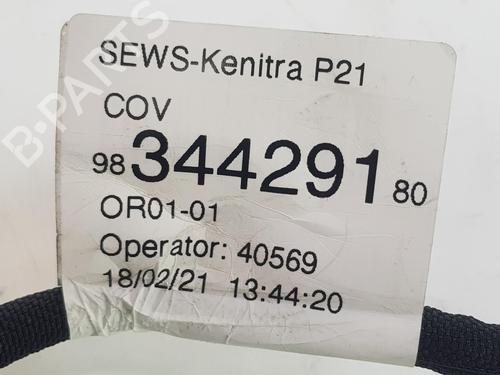 SEWS-Kenitra P21
COV
98 344291 80
OR01-01
Operator: 40569
18/02/21 13:44:20
B-PARTS